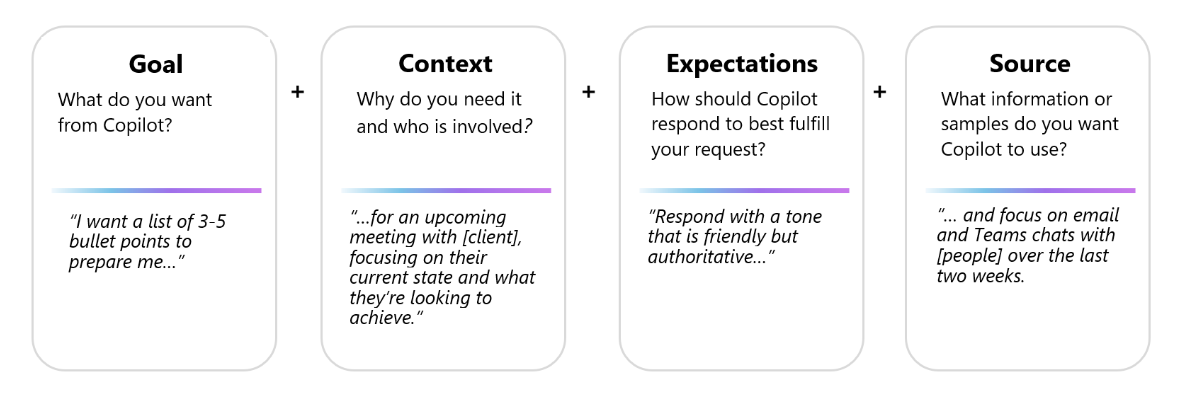 Goal
What do you want
from Copilot?
“I want a list of 3-5
bullet points to
prepare me...”
+
Context
Why do you need it
and who is involved?
“...for an upcoming
meeting with [client],
focusing on their
current state and what
they’re looking to
achieve.”
+
Expectations
How should Copilot
respond to best fulfill
your request?
“Respond with a tone
that is friendly but
authoritative...”
+
Source
What information or
samples do you want
Copilot to use?
“... and focus on email
and Teams chats with
[people] over the last
two weeks.